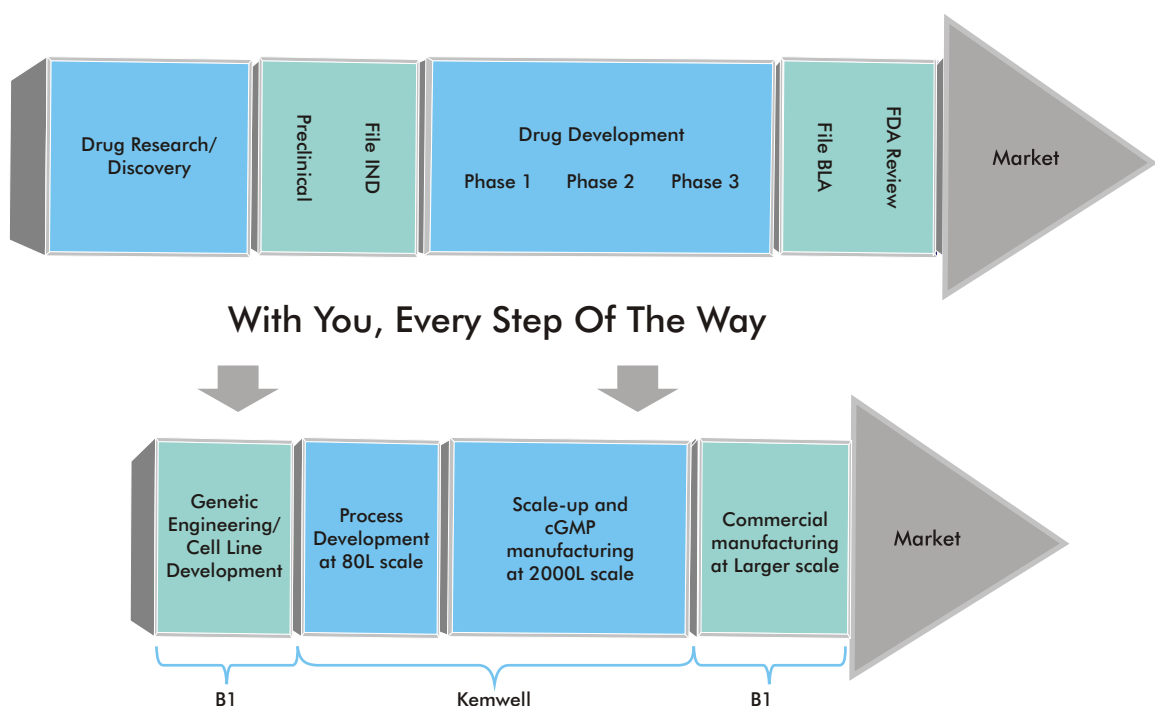 Drug Research/
Discovery
Preclinical
File IND
Drug Development
Phase 1 Phase 2 Phase 3
File BLA
FDA Review
Market
With You, Every Step Of The Way
Genetic
Engineering/
Cell Line
Development
Process
Development
at 80L scale
Scale-up and
cGMP
manufacturing
at 2000L scale
Commercial
manufacturing
at Larger scale
Market
B1
Kemwell
B1